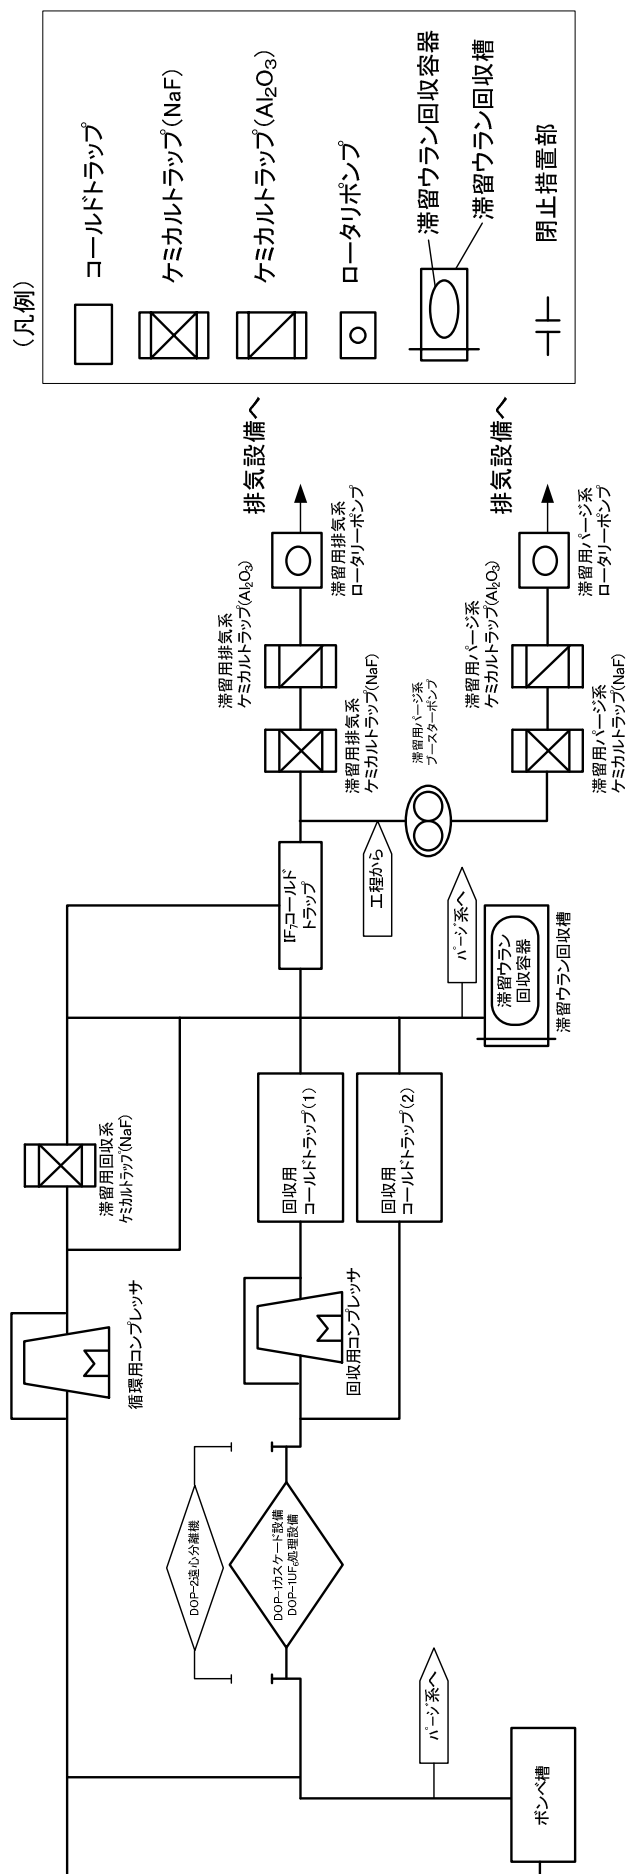 (凡例)
コールドトラップ
ケミカルトラップ(NaF)
ケミカルトラップ(Al₂O₃)
ロータリポンプ
滞留ウラン回収容器
滞留ウラン回収槽
閉止措置部
ボンベ槽
パージ系へ
DOP-2遠心分離機
DOP-1カスケード設備
DOP-1UF₆処理設備
循環用コンプレッサ
回収用コンプレッサ
滞留用回収系
ケミカルトラップ(NaF)
回収用
コールドトラップ(1)
回収用
コールドトラップ(2)
滞留ウラン
回収容器
滞留ウラン回収槽
パージ系へ
IF₇コールド
トラップ
工程から
滞留用パージ系
ブースターポンプ
滞留用排気系
ケミカルトラップ(NaF)
滞留用排気系
ケミカルトラップ(Al₂O₃)
滞留用排気系
ロータリーポンプ
排気設備へ
滞留用パージ系
ケミカルトラップ(NaF)
滞留用パージ系
ケミカルトラップ(Al₂O₃)
滞留用パージ系
ロータリーポンプ
排気設備へ